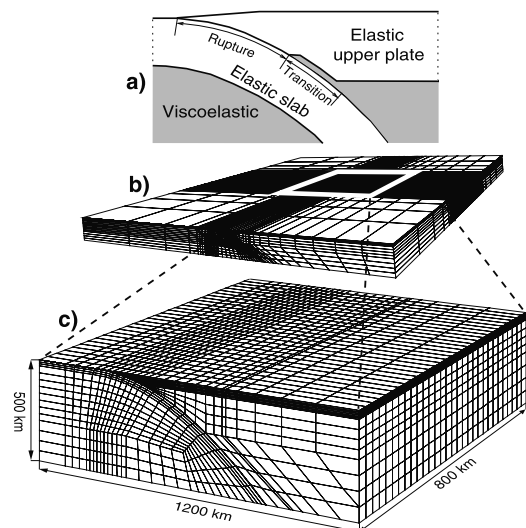 Elastic
upper plate
Rupture
Transition
a)
Elastic slab
Viscoelastic
b)
c)
500 km
1200 km
800 km